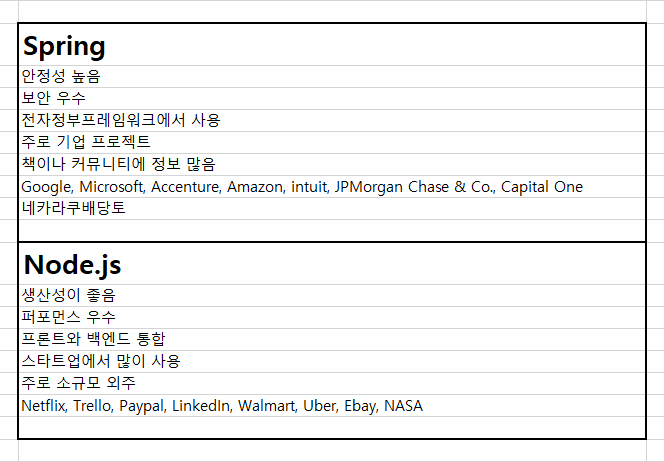 Spring
안정성 높음
보안 우수
전자정부프레임워크에서 사용
주로 기업 프로젝트
책이나 커뮤니티에 정보 많음
Google, Microsoft, Accenture, Amazon, intuit, JPMorgan Chase & Co., Capital One
네카라쿠배당토
Node.js
생산성이 좋음
퍼포먼스 우수
프론트와 백엔드 통합
스타트업에서 많이 사용
주로 소규모 외주
Netflix, Trello, Paypal, LinkedIn, Walmart, Uber, Ebay, NASA